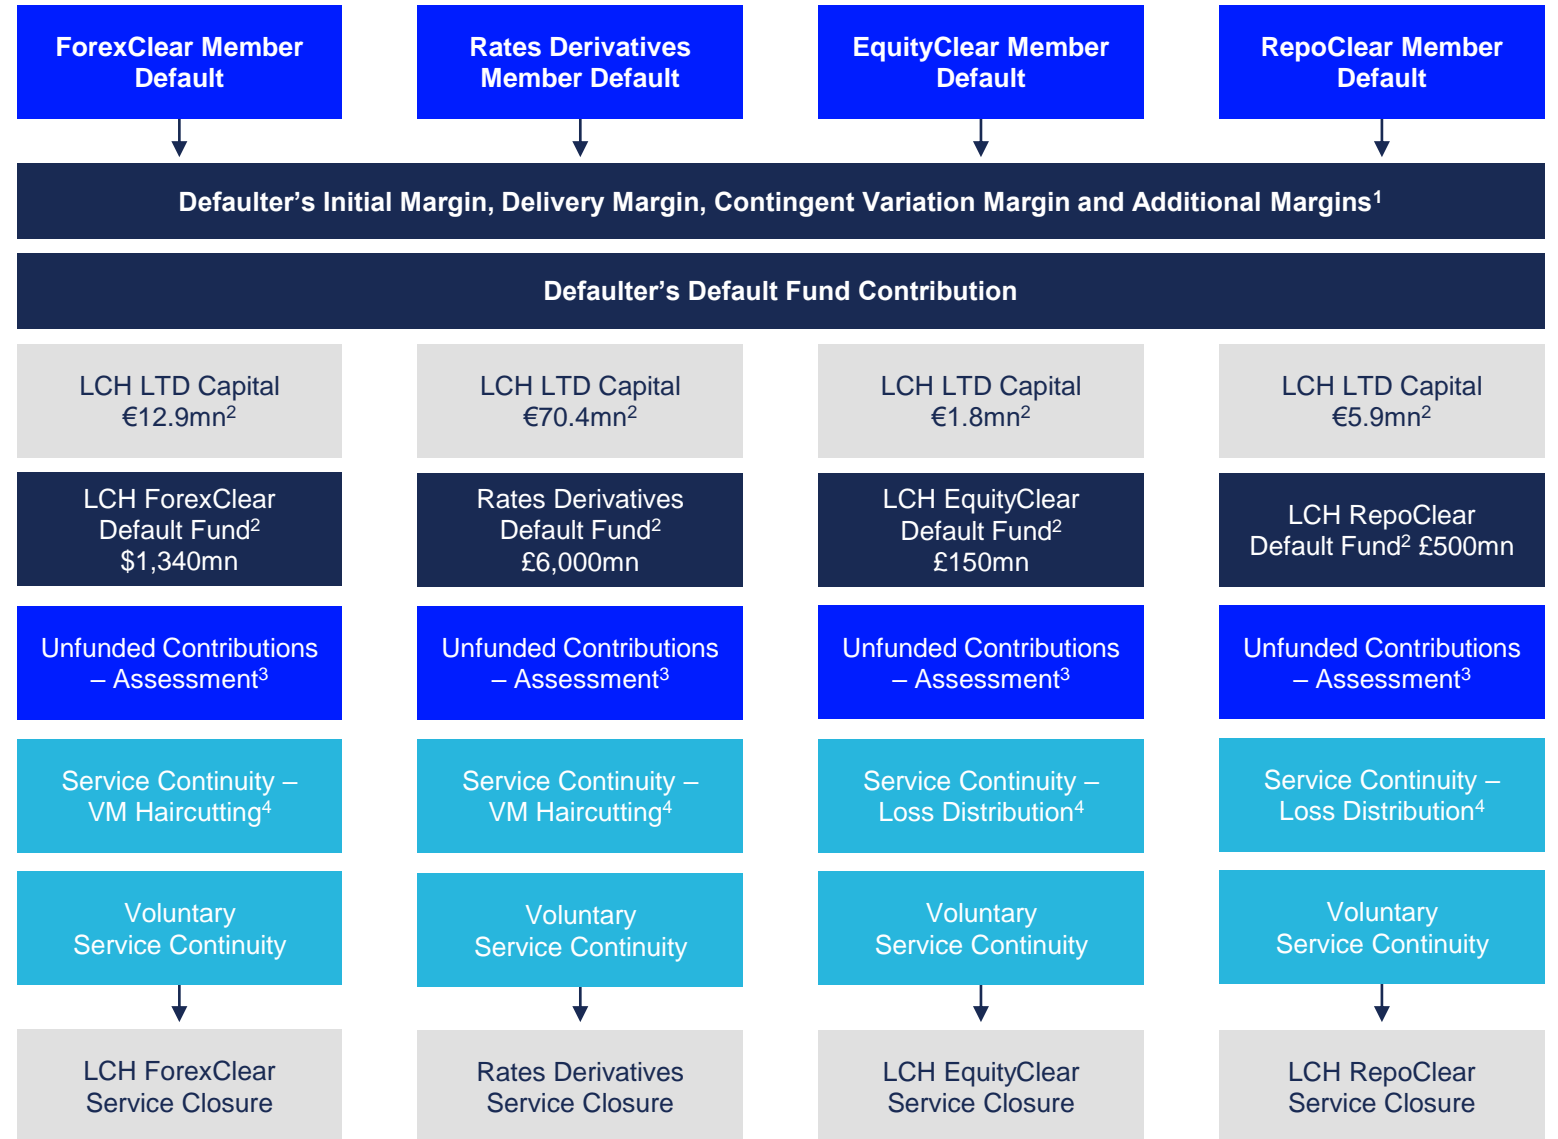 ForexClear Member
Default
Rates Derivatives
Member Default
EquityClear Member
Default
RepoClear Member
Default
Defaulter’s Initial Margin, Delivery Margin, Contingent Variation Margin and Additional Margins¹
Defaulter’s Default Fund Contribution
LCH LTD Capital
€12.9mn²
LCH LTD Capital
€70.4mn²
LCH LTD Capital
€1.8mn²
LCH LTD Capital
€5.9mn²
LCH ForexClear
Default Fund²
$1,340mn
Rates Derivatives
Default Fund²
£6,000mn
LCH EquityClear
Default Fund²
£150mn
LCH RepoClear
Default Fund² £500mn
Unfunded Contributions
– Assessment³
Unfunded Contributions
– Assessment³
Unfunded Contributions
– Assessment³
Unfunded Contributions
– Assessment³
Service Continuity –
VM Haircutting⁴
Service Continuity –
VM Haircutting⁴
Service Continuity –
Loss Distribution⁴
Service Continuity –
Loss Distribution⁴
Voluntary
Service Continuity
Voluntary
Service Continuity
Voluntary
Service Continuity
Voluntary
Service Continuity
LCH ForexClear
Service Closure
Rates Derivatives
Service Closure
LCH EquityClear
Service Closure
LCH RepoClear
Service Closure